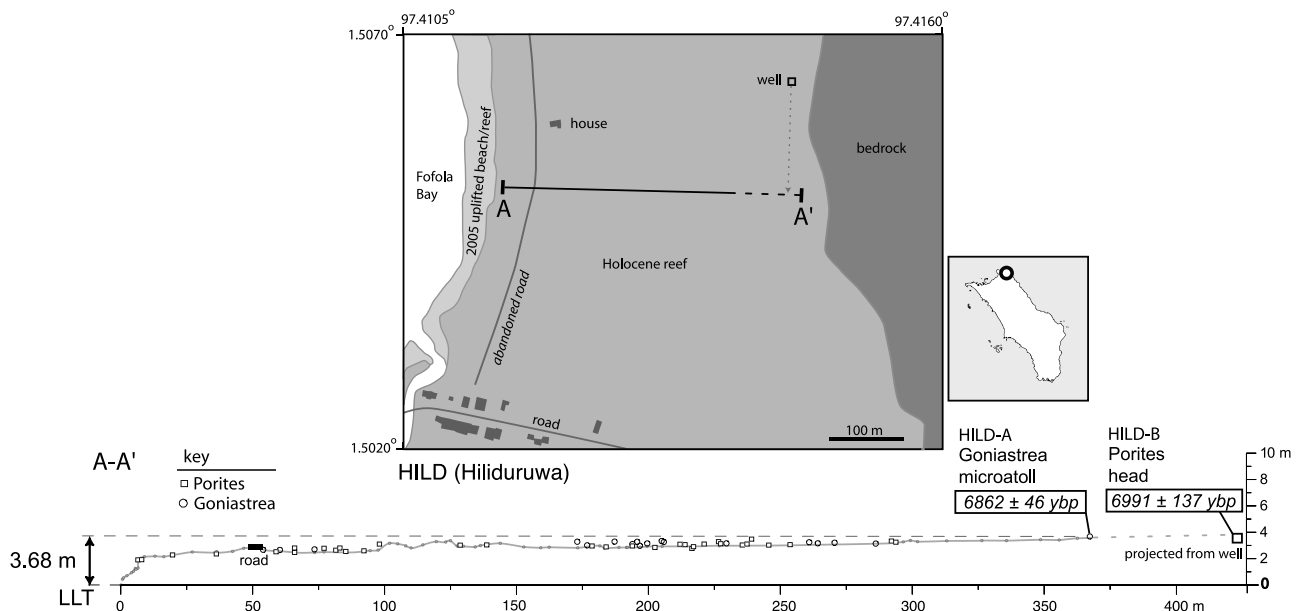 97.4105°
97.4160°
1.5070°
well
house
bedrock
2005 uplifted beach/reef
Fofola
Bay
A
A'
Holocene reef
abandoned road
road
100 m
1.5020°
HILD (Hiliduruwa)
A-A'
key
Porites
Goniastrea
HILD-A
Goniastrea
microatoll
6862 ± 46 ybp
HILD-B
Porites
head
6991 ± 137 ybp
10 m
8
6
4
2
0
3.68 m
LLT
road
projected from well
0
50
100
150
200
250
300
350
400 m